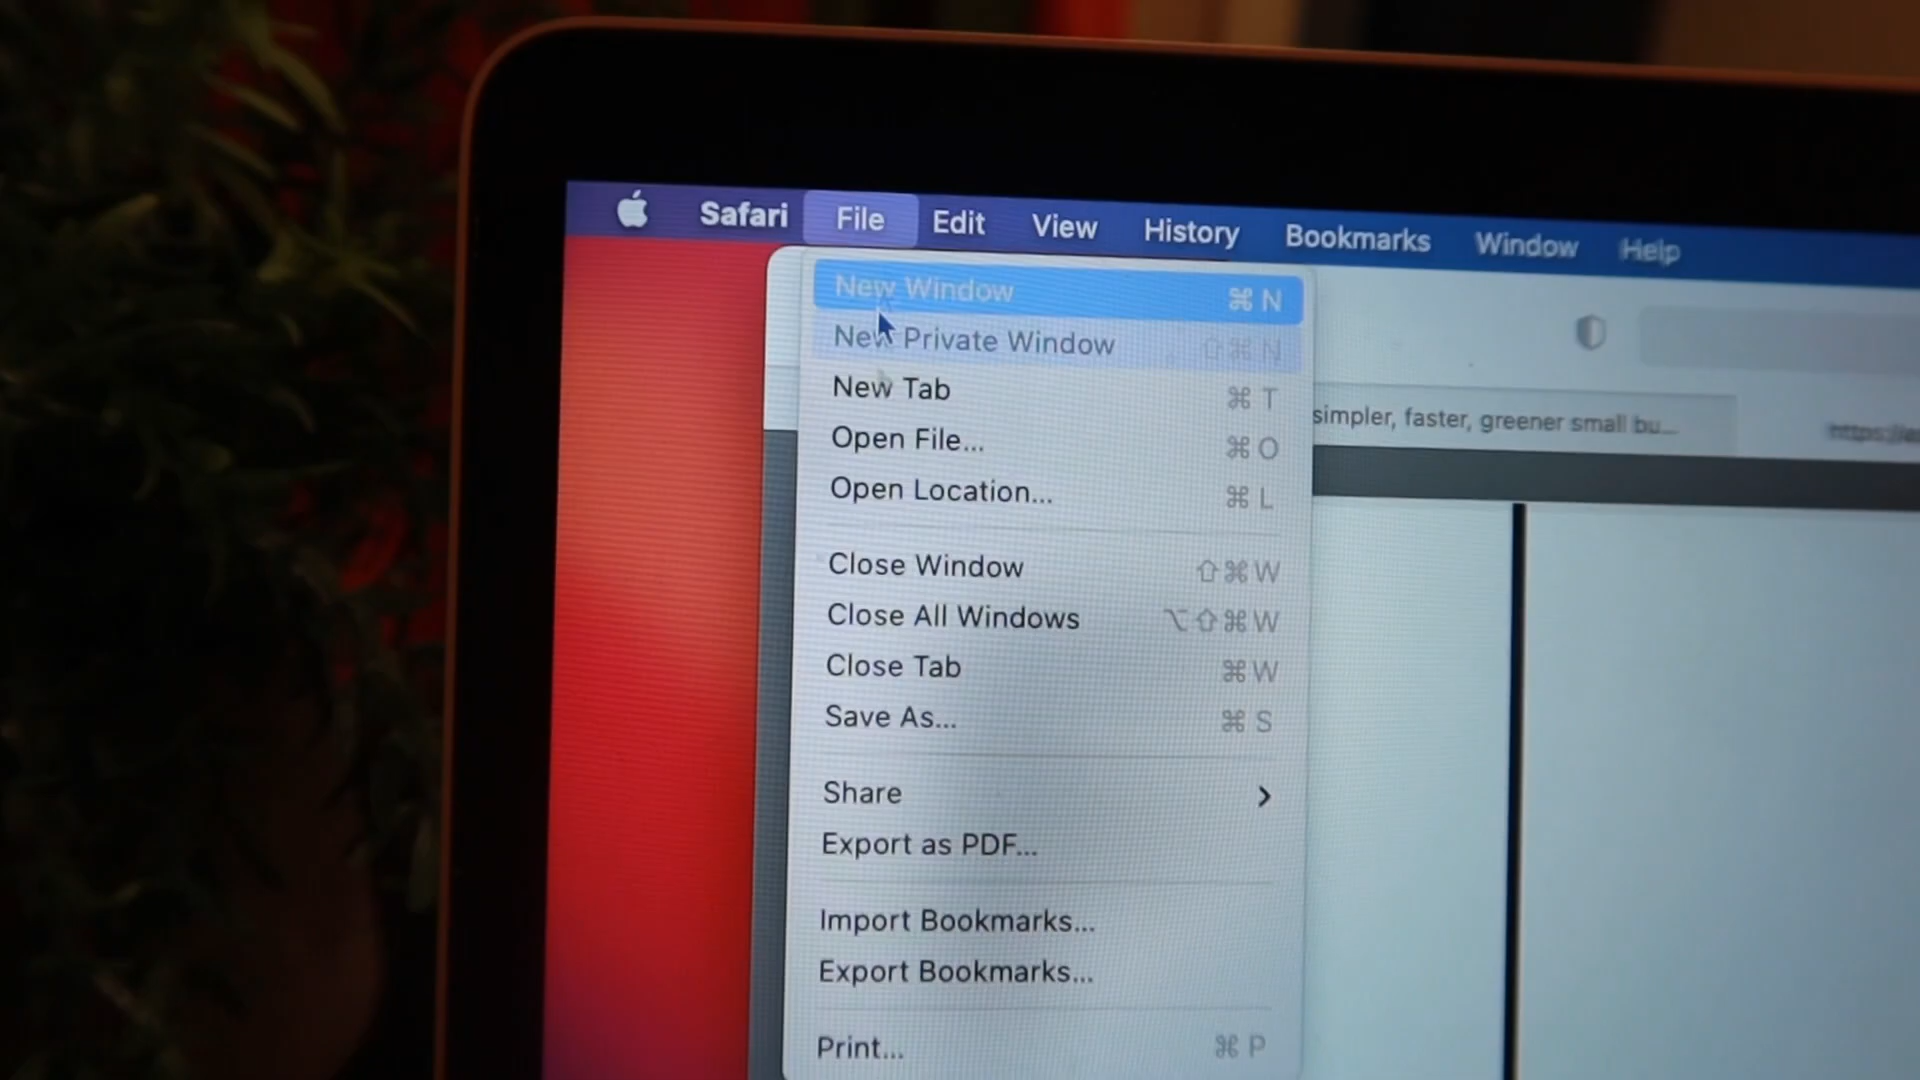 Safari File Edit View History Bookmarks Window Help
New Window ⌘ N
New Private Window ⇧ ⌘ N
New Tab ⌘ T
Open File... ⌘ O
Open Location... ⌘ L
simpler, faster, greener small bu...
Close Window ⇧ ⌘ W
Close All Windows ⌥ ⇧ ⌘ W
Close Tab ⌘ W
Save As... ⌘ S
Share
Export as PDF...
Import Bookmarks...
Export Bookmarks...
Print... ⌘ P